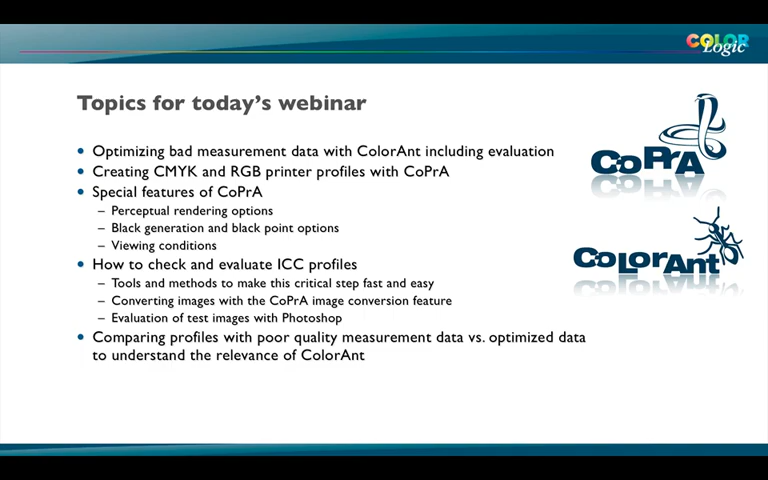 COLOR
Logic
Topics for today's webinar
• Optimizing bad measurement data with ColorAnt including evaluation
• Creating CMYK and RGB printer profiles with CoPrA
• Special features of CoPrA
– Perceptual rendering options
– Black generation and black point options
– Viewing conditions
• How to check and evaluate ICC profiles
– Tools and methods to make this critical step fast and easy
– Converting images with the CoPrA image conversion feature
– Evaluation of test images with Photoshop
• Comparing profiles with poor quality measurement data vs. optimized data
to understand the relevance of ColorAnt
CoPrA
ColorAnt